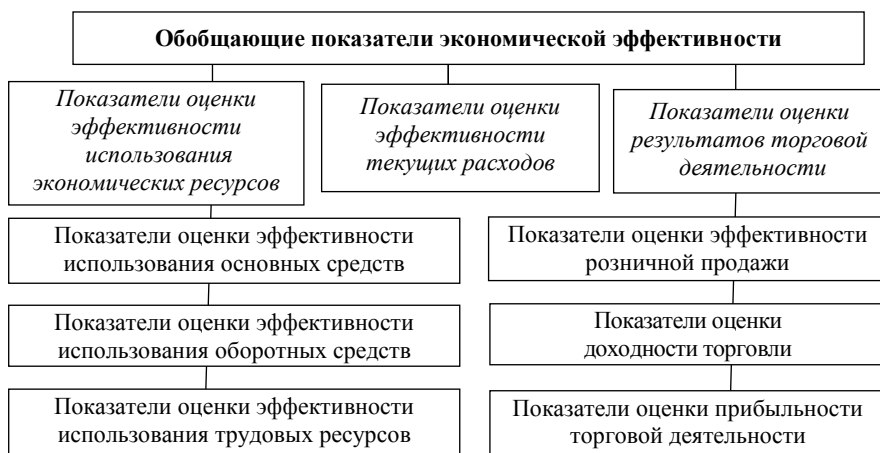 Обобщающие показатели экономической эффективности
Показатели оценки
эффективности
использования
экономических ресурсов
Показатели оценки
эффективности
текущих расходов
Показатели оценки
результатов торговой
деятельности
Показатели оценки эффективности
использования основных средств
Показатели оценки эффективности
розничной продажи
Показатели оценки эффективности
использования оборотных средств
Показатели оценки
доходности торговли
Показатели оценки эффективности
использования трудовых ресурсов
Показатели оценки прибыльности
торговой деятельности